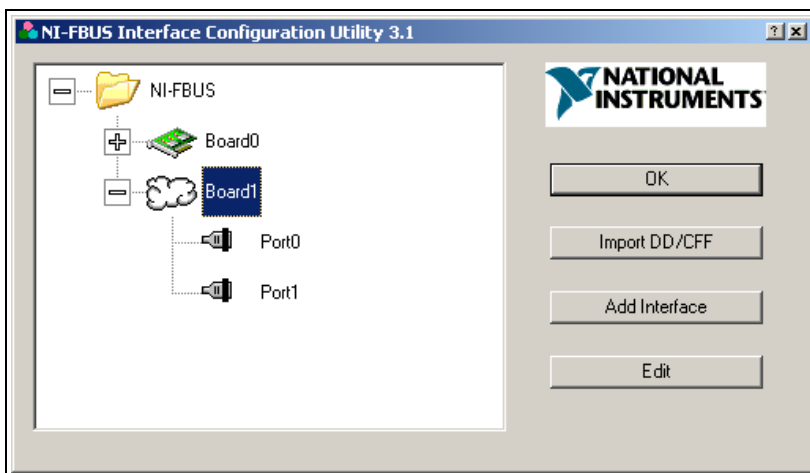 NI-FBUS Interface Configuration Utility 3.1
NI-FBUS
Board0
Board1
Port0
Port1
NATIONAL
INSTRUMENTS
OK
Import DD/CFF
Add Interface
Edit